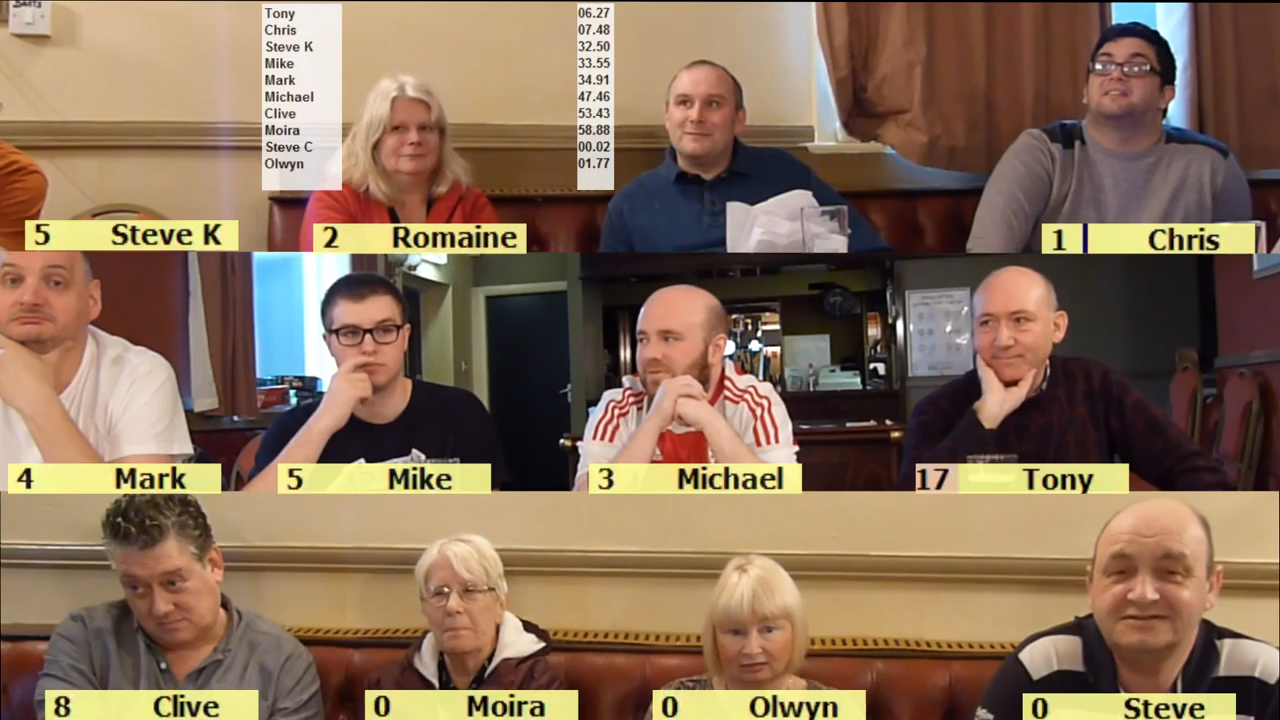 DARTS
Tony 06.27
Chris 07.48
Steve K 32.50
Mike 33.55
Mark 34.91
Michael 47.46
Clive 53.43
Moira 58.88
Steve C 00.02
Olwyn 01.77
5 Steve K
2 Romaine
1 Chris
4 Mark
5 Mike
3 Michael
17 Tony
8 Clive
0 Moira
0 Olwyn
0 Steve